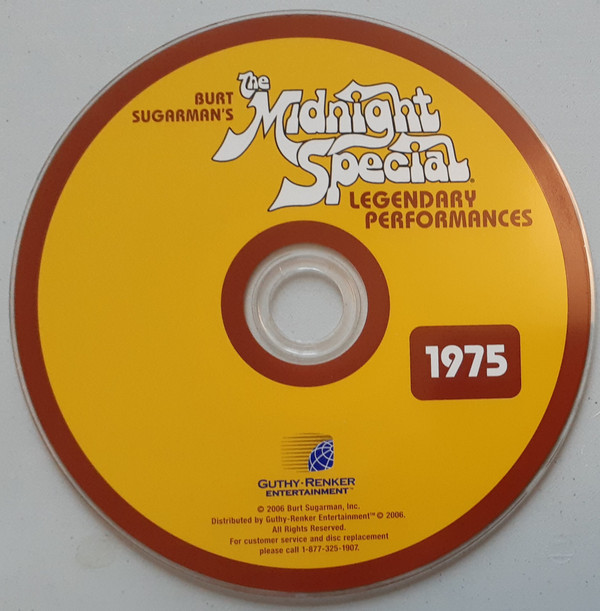 BURT
SUGARMAN'S
The
Midnight
Special®
LEGENDARY
PERFORMANCES
1975
GUTHY-RENKER
ENTERTAINMENT™
© 2006 Burt Sugarman, Inc.
Distributed by Guthy-Renker Entertainment™ © 2006.
All Rights Reserved.
For customer service and disc replacement
please call 1-877-325-1907.